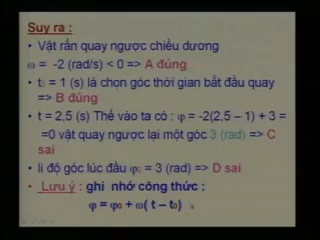 Suy ra :
• Vật rắn quay ngược chiều dương
ω = -2 (rad/s) < 0 => A đúng
• t₀ = 1 (s) là chọn gốc thời gian bắt đầu quay
=> B đúng
• t = 2,5 (s) Thế vào ta có : φ = -2(2,5 – 1) + 3 =
=0 vật quay ngược lại một góc 3 (rad) => C
sai
• li độ góc lúc đầu φ₀ = 3 (rad) => D sai
• Lưu ý : ghi nhớ công thức :
φ = φ₀ + ω( t – t₀)